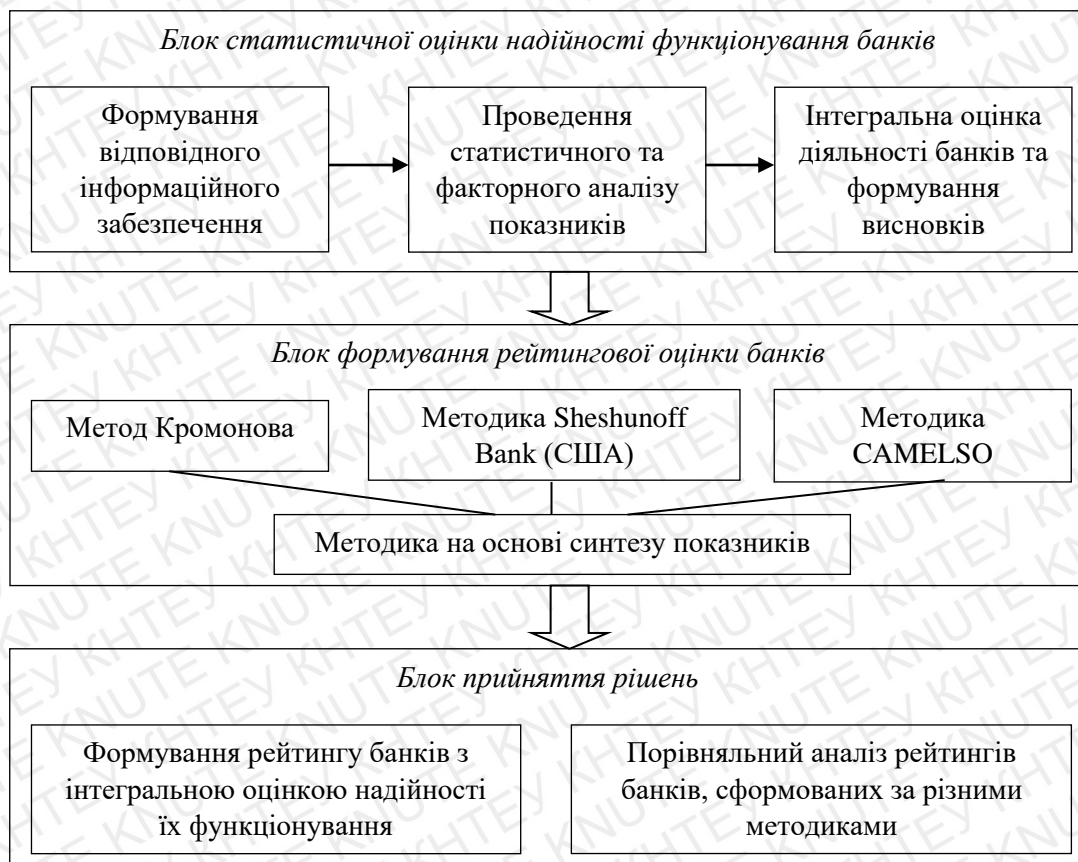 Блок статистичної оцінки надійності функціонування банків
Формування
відповідного
інформаційного
забезпечення
Проведення
статистичного та
факторного аналізу
показників
Інтегральна оцінка
діяльності банків та
формування
висновків
Блок формування рейтингової оцінки банків
Метод Кромонова
Методика Sheshunoff
Bank (США)
Методика
CAMELSO
Методика на основі синтезу показників
Блок прийняття рішень
Формування рейтингу банків з
інтегральною оцінкою надійності
їх функціонування
Порівняльний аналіз рейтингів
банків, сформованих за різними
методиками